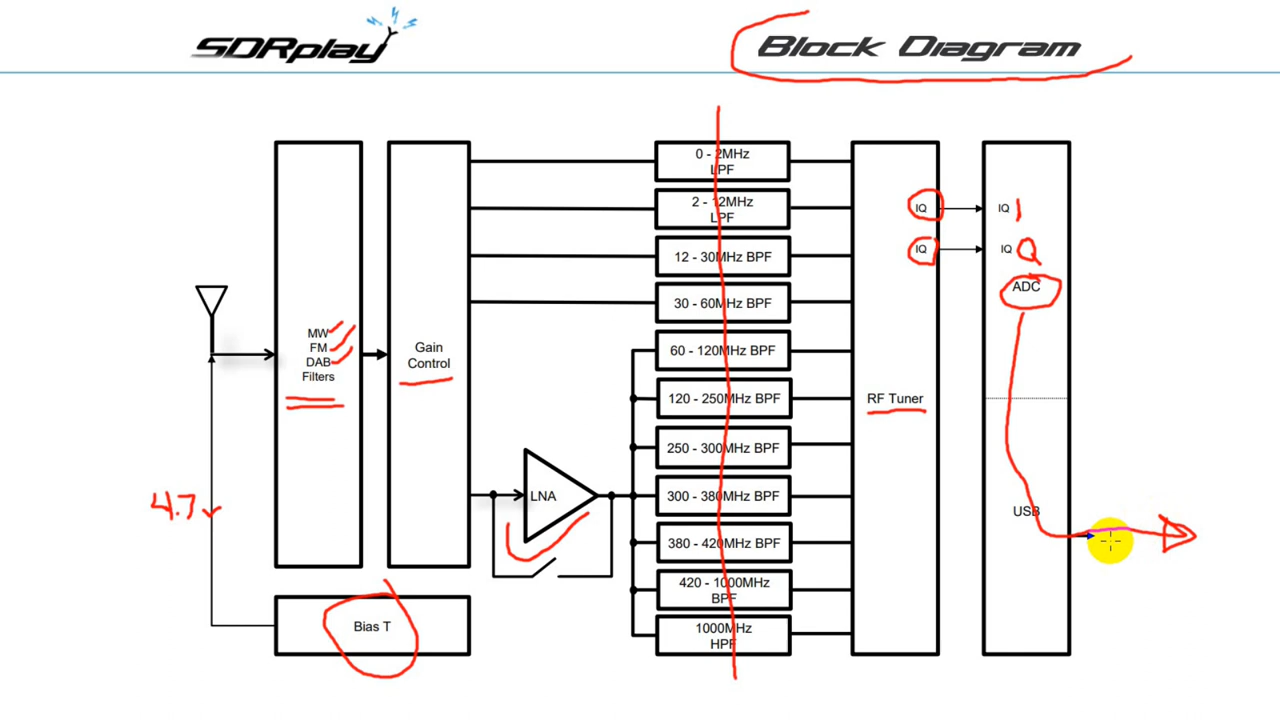 SDRplay
Block Diagram
MW
FM
DAB
Filters
Gain
Control
0 - 2MHz
LPF
2 - 12MHz
LPF
12 - 30MHz BPF
30 - 60MHz BPF
60 - 120MHz BPF
120 - 250MHz BPF
250 - 300MHz BPF
300 - 380MHz BPF
380 - 420MHz BPF
420 - 1000MHz
BPF
1000MHz
HPF
LNA
RF Tuner
IQ
IQ
IQ I
IQ Q
ADC
USB
4.7 v
Bias T